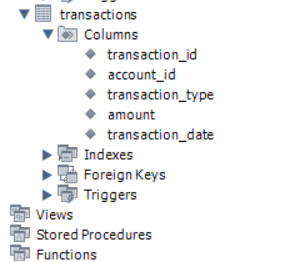 transactions
Columns
transaction_id
account_id
transaction_type
amount
transaction_date
Indexes
Foreign Keys
Triggers
Views
Stored Procedures
Functions